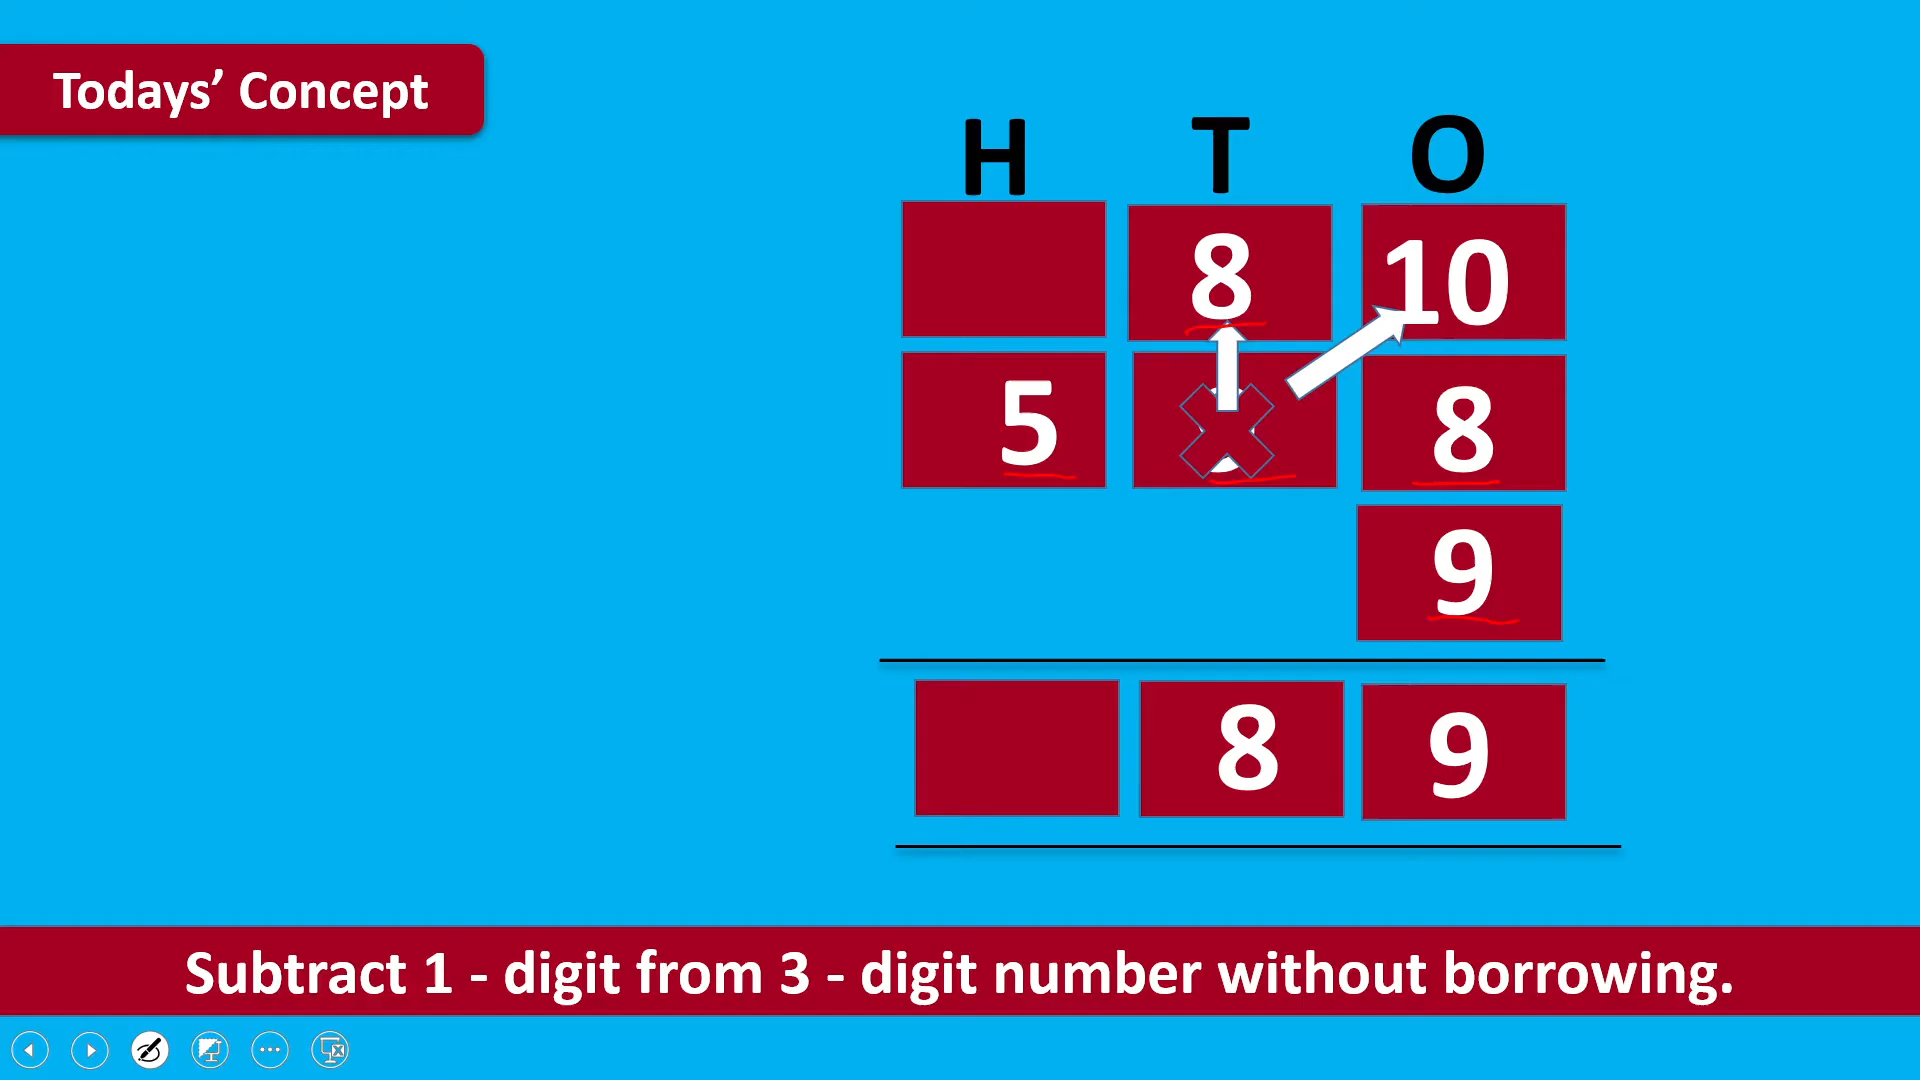 Todays’ Concept
H T O
8 10
5 8
9
8 9
Subtract 1 - digit from 3 - digit number without borrowing.